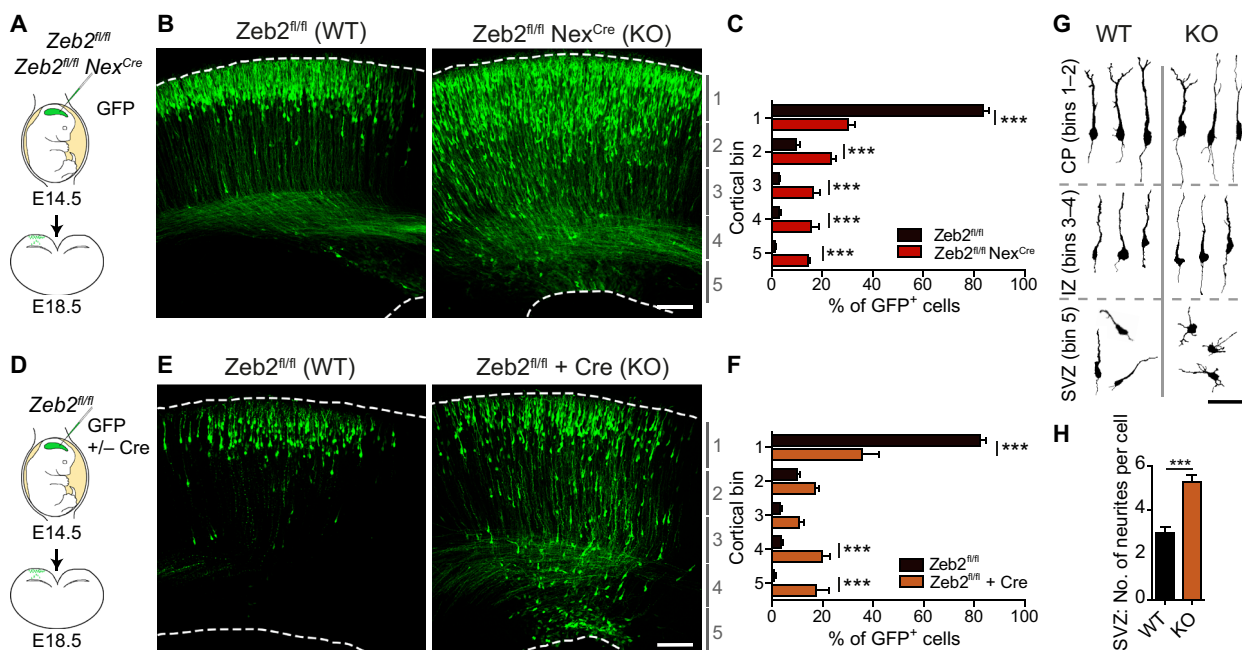 A
Zeb2fl/fl
Zeb2fl/fl NexCre
GFP
E14.5
E18.5
B
Zeb2fl/fl (WT)
Zeb2fl/fl NexCre (KO)
1
2
3
4
5
C
Cortical bin
1
2
3
4
5
***
***
***
***
***
Zeb2fl/fl
Zeb2fl/fl NexCre
0 20 40 60 80 100
% of GFP+ cells
D
Zeb2fl/fl
GFP
+/– Cre
E14.5
E18.5
E
Zeb2fl/fl (WT)
Zeb2fl/fl + Cre (KO)
1
2
3
4
5
F
Cortical bin
1
2
3
4
5
***
***
***
Zeb2fl/fl
Zeb2fl/fl + Cre
0 20 40 60 80 100
% of GFP+ cells
G
WT KO
CP (bins 1–2)
IZ (bins 3–4)
SVZ (bin 5)
H
SVZ: No. of neurites per cell
6
4
2
0
***
WT KO